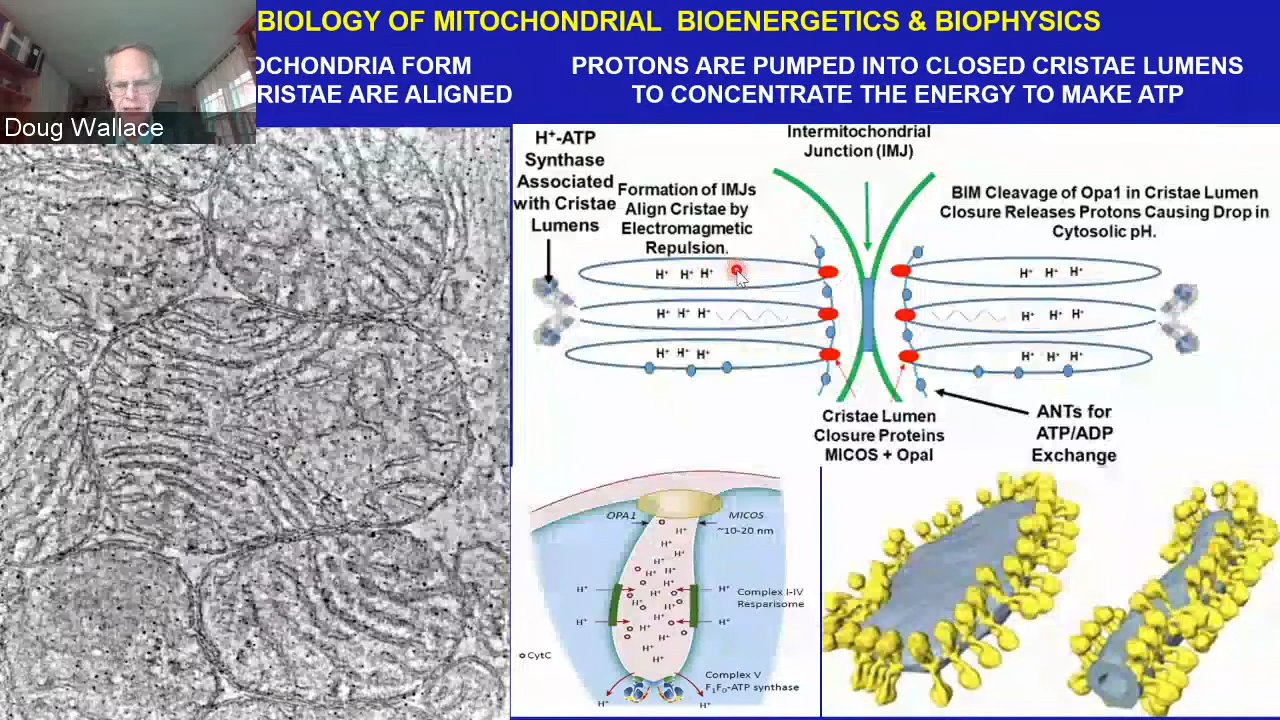 BIOLOGY OF MITOCHONDRIAL BIOENERGETICS & BIOPHYSICS
OCHONDRIA FORM
RISTAE ARE ALIGNED
PROTONS ARE PUMPED INTO CLOSED CRISTAE LUMENS
TO CONCENTRATE THE ENERGY TO MAKE ATP
Doug Wallace
H⁺-ATP
Synthase
Associated
with Cristae
Lumens
Formation of IMJs
Align Cristae by
Electromagnetic
Repulsion.
Intermitochondrial
Junction (IMJ)
BIM Cleavage of Opa1 in Cristae Lumen
Closure Releases Protons Causing Drop in
Cytosolic pH.
H⁺ H⁺ H⁺
H⁺ H⁺ H⁺
H⁺ H⁺ H⁺
H⁺ H⁺ H⁺
H⁺ H⁺ H⁺
H⁺ H⁺ H⁺
Cristae Lumen
Closure Proteins
MICOS + Opal
ANTs for
ATP/ADP
Exchange
OPA1
MICOS
~10-20 nm
H⁺
H⁺
H⁺
H⁺
H⁺
H⁺
H⁺
H⁺
H⁺
H⁺
Complex I-IV
Resparisome
H⁺
H⁺
H⁺
H⁺
H⁺
H⁺
H⁺
CytC
Complex V
F₁F₀-ATP synthase
H⁺
H⁺